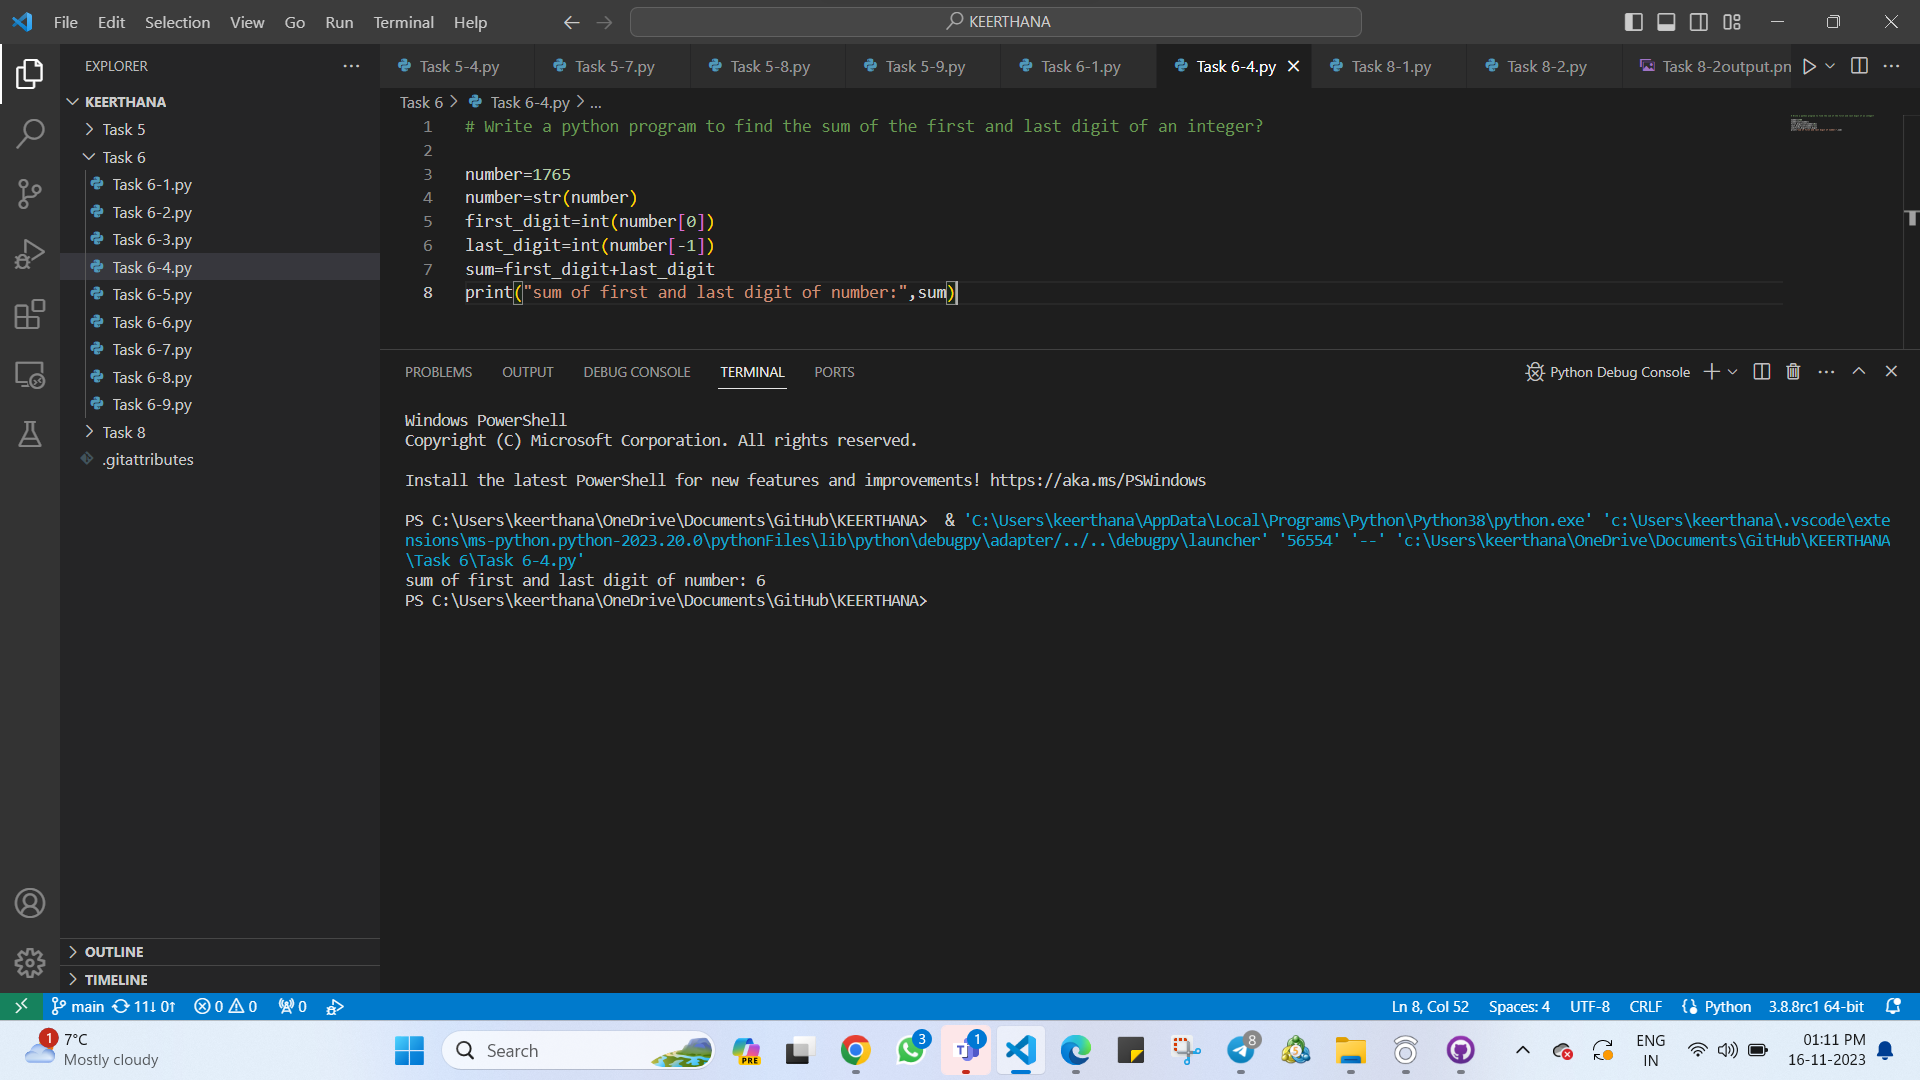 File Edit Selection View Go Run Terminal Help
KEERTHANA
EXPLORER
KEERTHANA
Task 5
Task 6
Task 6-1.py
Task 6-2.py
Task 6-3.py
Task 6-4.py
Task 6-5.py
Task 6-6.py
Task 6-7.py
Task 6-8.py
Task 6-9.py
Task 8
.gitattributes
OUTLINE
TIMELINE
Task 5-4.py Task 5-7.py Task 5-8.py Task 5-9.py Task 6-1.py Task 6-4.py Task 8-1.py Task 8-2.py Task 8-2output.pn
Task 6 > Task 6-4.py > ...
1 # Write a python program to find the sum of the first and last digit of an integer?
2
3 number=1765
4 number=str(number)
5 first_digit=int(number[0])
6 last_digit=int(number[-1])
7 sum=first_digit+last_digit
8 print("sum of first and last digit of number:",sum)
PROBLEMS OUTPUT DEBUG CONSOLE TERMINAL PORTS
Python Debug Console
Windows PowerShell
Copyright (C) Microsoft Corporation. All rights reserved.
Install the latest PowerShell for new features and improvements! https://aka.ms/PSWindows
PS C:\Users\keerthana\OneDrive\Documents\GitHub\KEERTHANA>  & 'C:\Users\keerthana\AppData\Local\Programs\Python\Python38\python.exe' 'c:\Users\keerthana\.vscode\exte
nsions\ms-python.python-2023.20.0\pythonFiles\lib\python\debugpy\adapter/../..\debugpy\launcher' '56554' '--' 'c:\Users\keerthana\OneDrive\Documents\GitHub\KEERTHANA
\Task 6\Task 6-4.py'
sum of first and last digit of number: 6
PS C:\Users\keerthana\OneDrive\Documents\GitHub\KEERTHANA>
main 11↓ 0↑ 0 0 0
Ln 8, Col 52 Spaces: 4 UTF-8 CRLF Python 3.8.8rc1 64-bit
1 7°C
Mostly cloudy
Search
PRE
3
1
8
ENG
IN
01:11 PM
16-11-2023